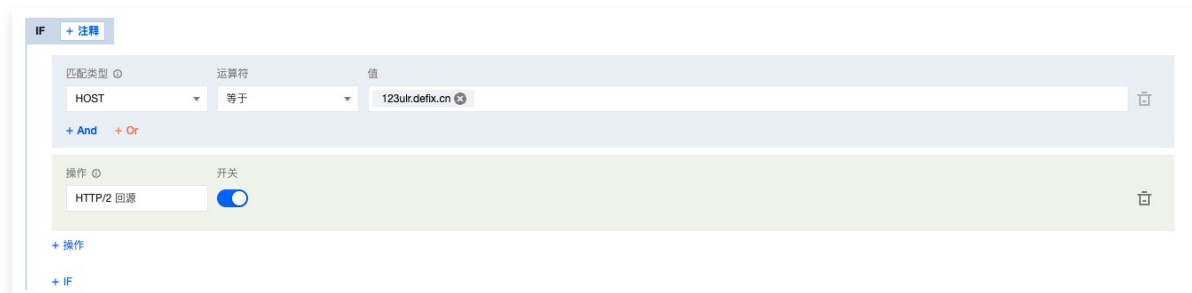 IF + 注释
匹配类型 运算符 值
HOST 等于 123ulr.defix.cn
+ And + Or
操作 开关
HTTP/2 回源
+ 操作
+ IF